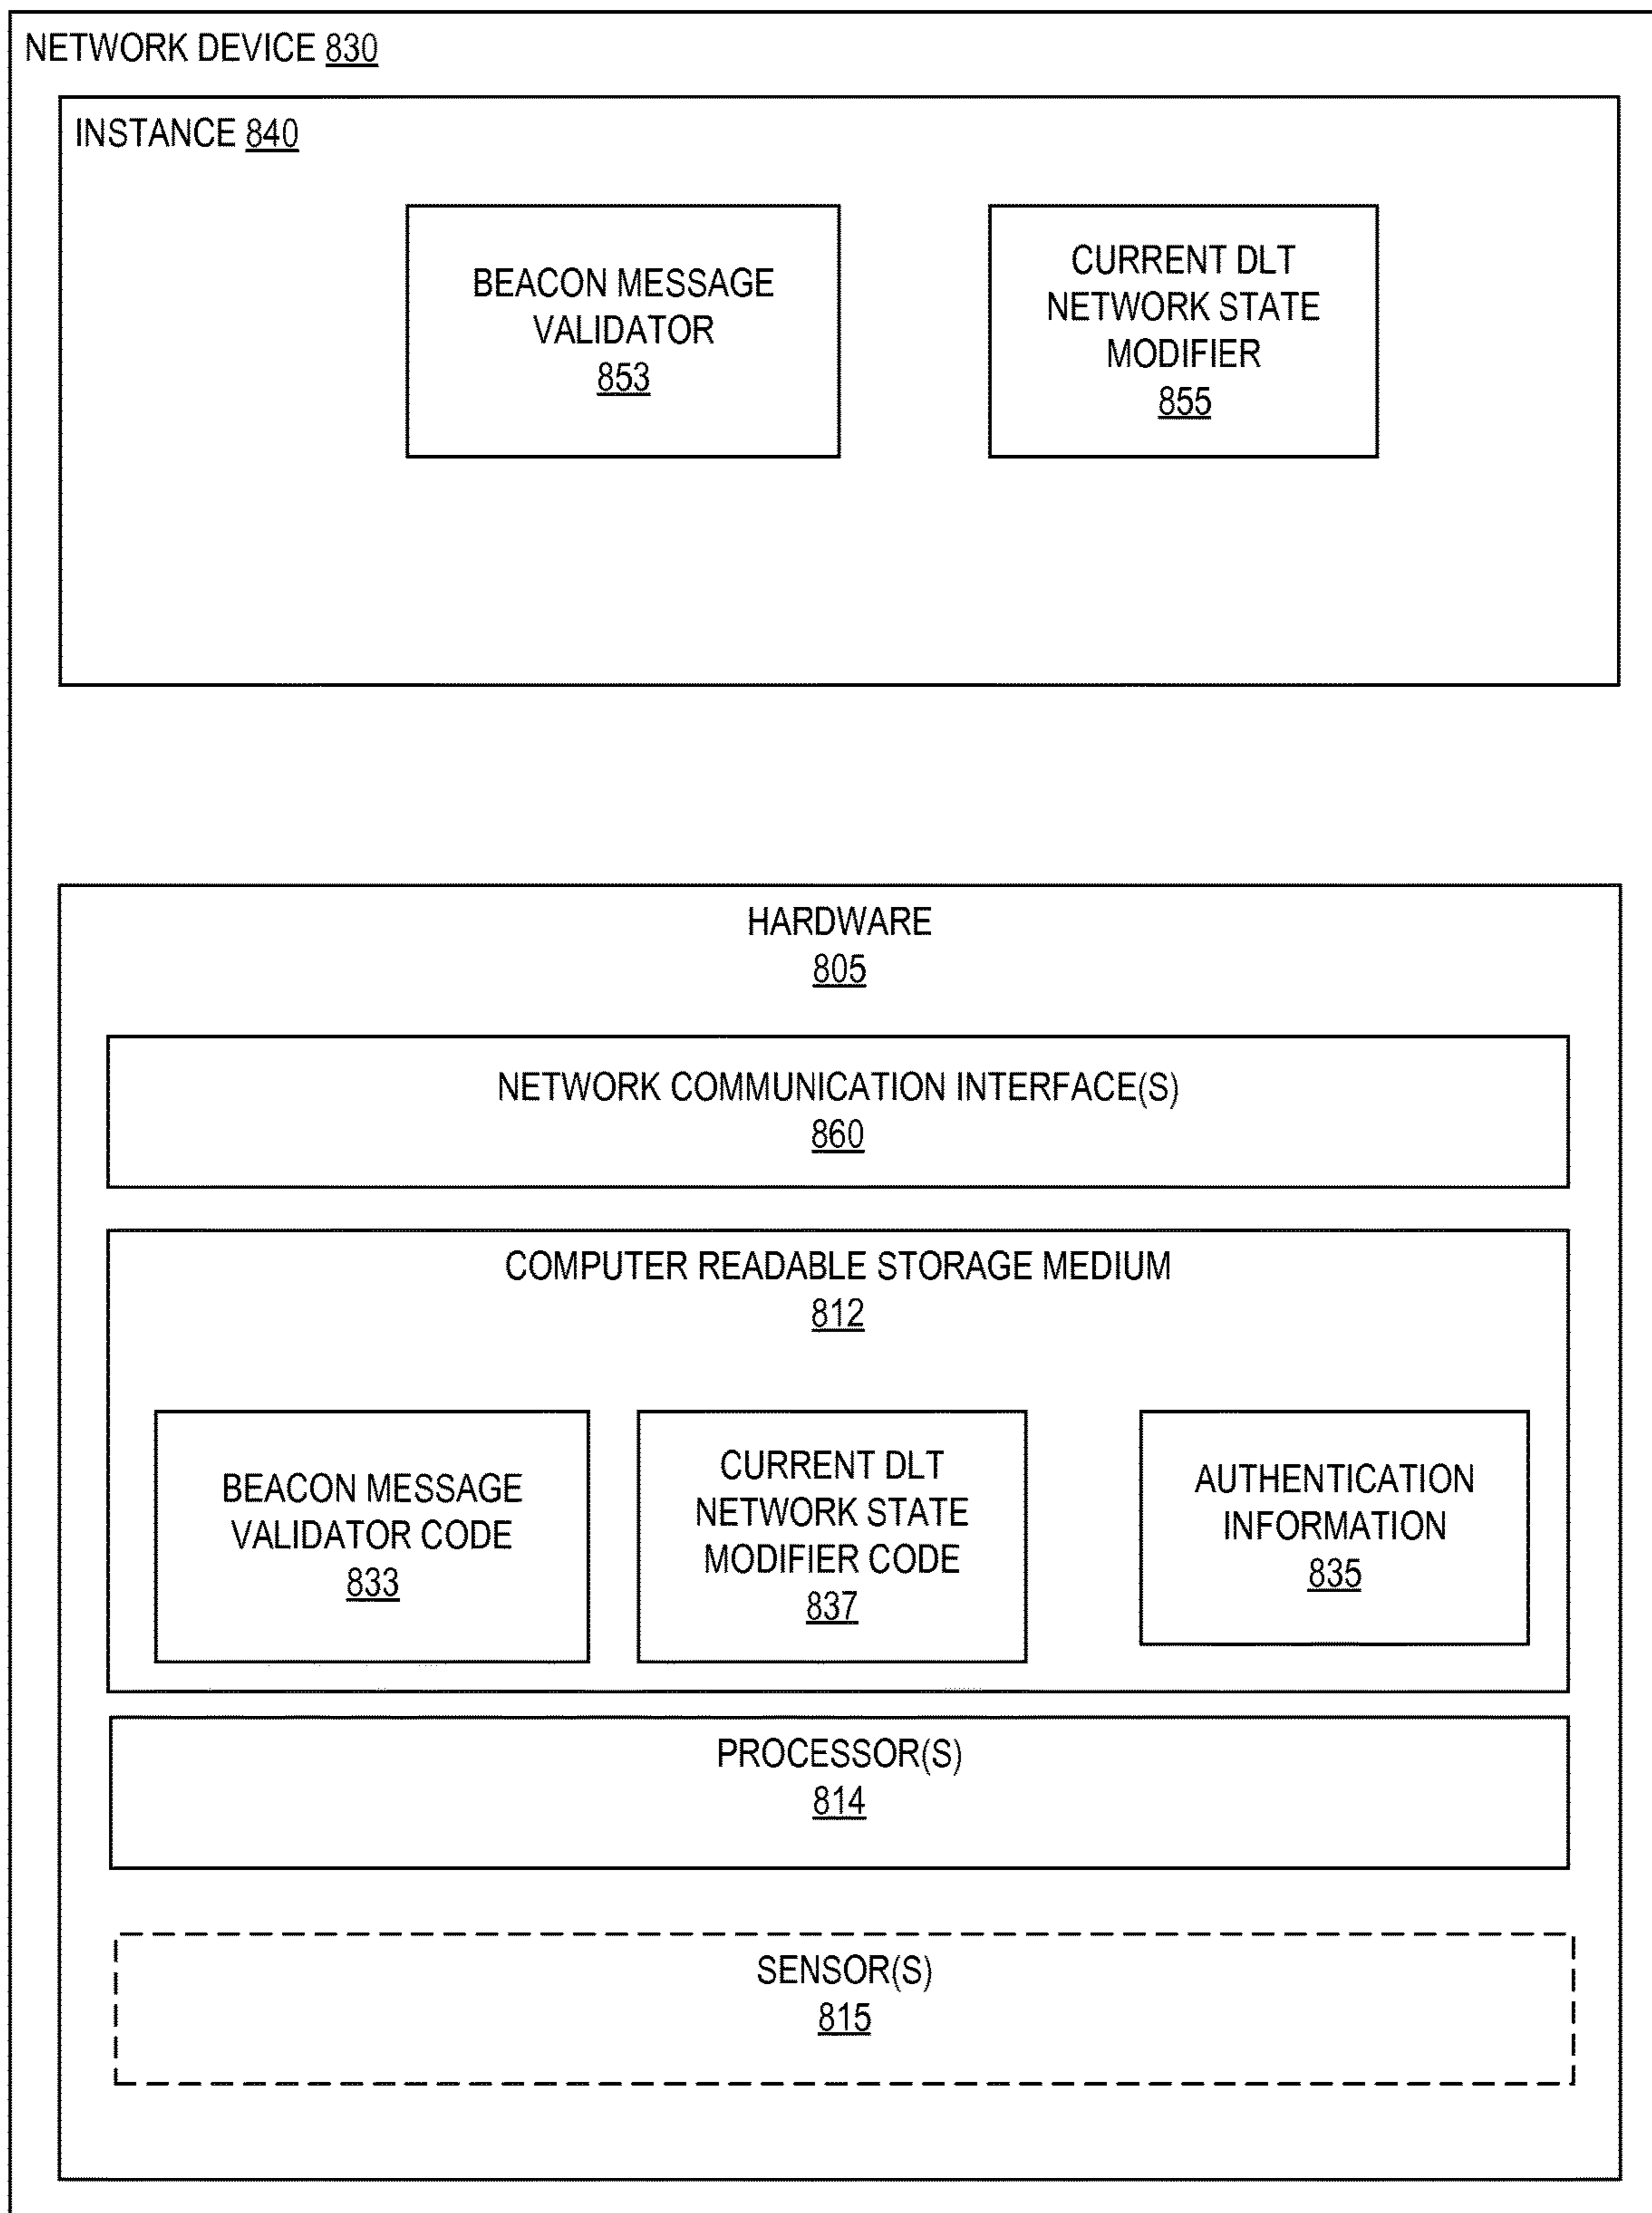 NETWORK DEVICE 830
INSTANCE 840
BEACON MESSAGE
VALIDATOR
853
CURRENT DLT
NETWORK STATE
MODIFIER
855
HARDWARE
805
NETWORK COMMUNICATION INTERFACE(S)
860
COMPUTER READABLE STORAGE MEDIUM
812
BEACON MESSAGE
VALIDATOR CODE
833
CURRENT DLT
NETWORK STATE
MODIFIER CODE
837
AUTHENTICATION
INFORMATION
835
PROCESSOR(S)
814
SENSOR(S)
815